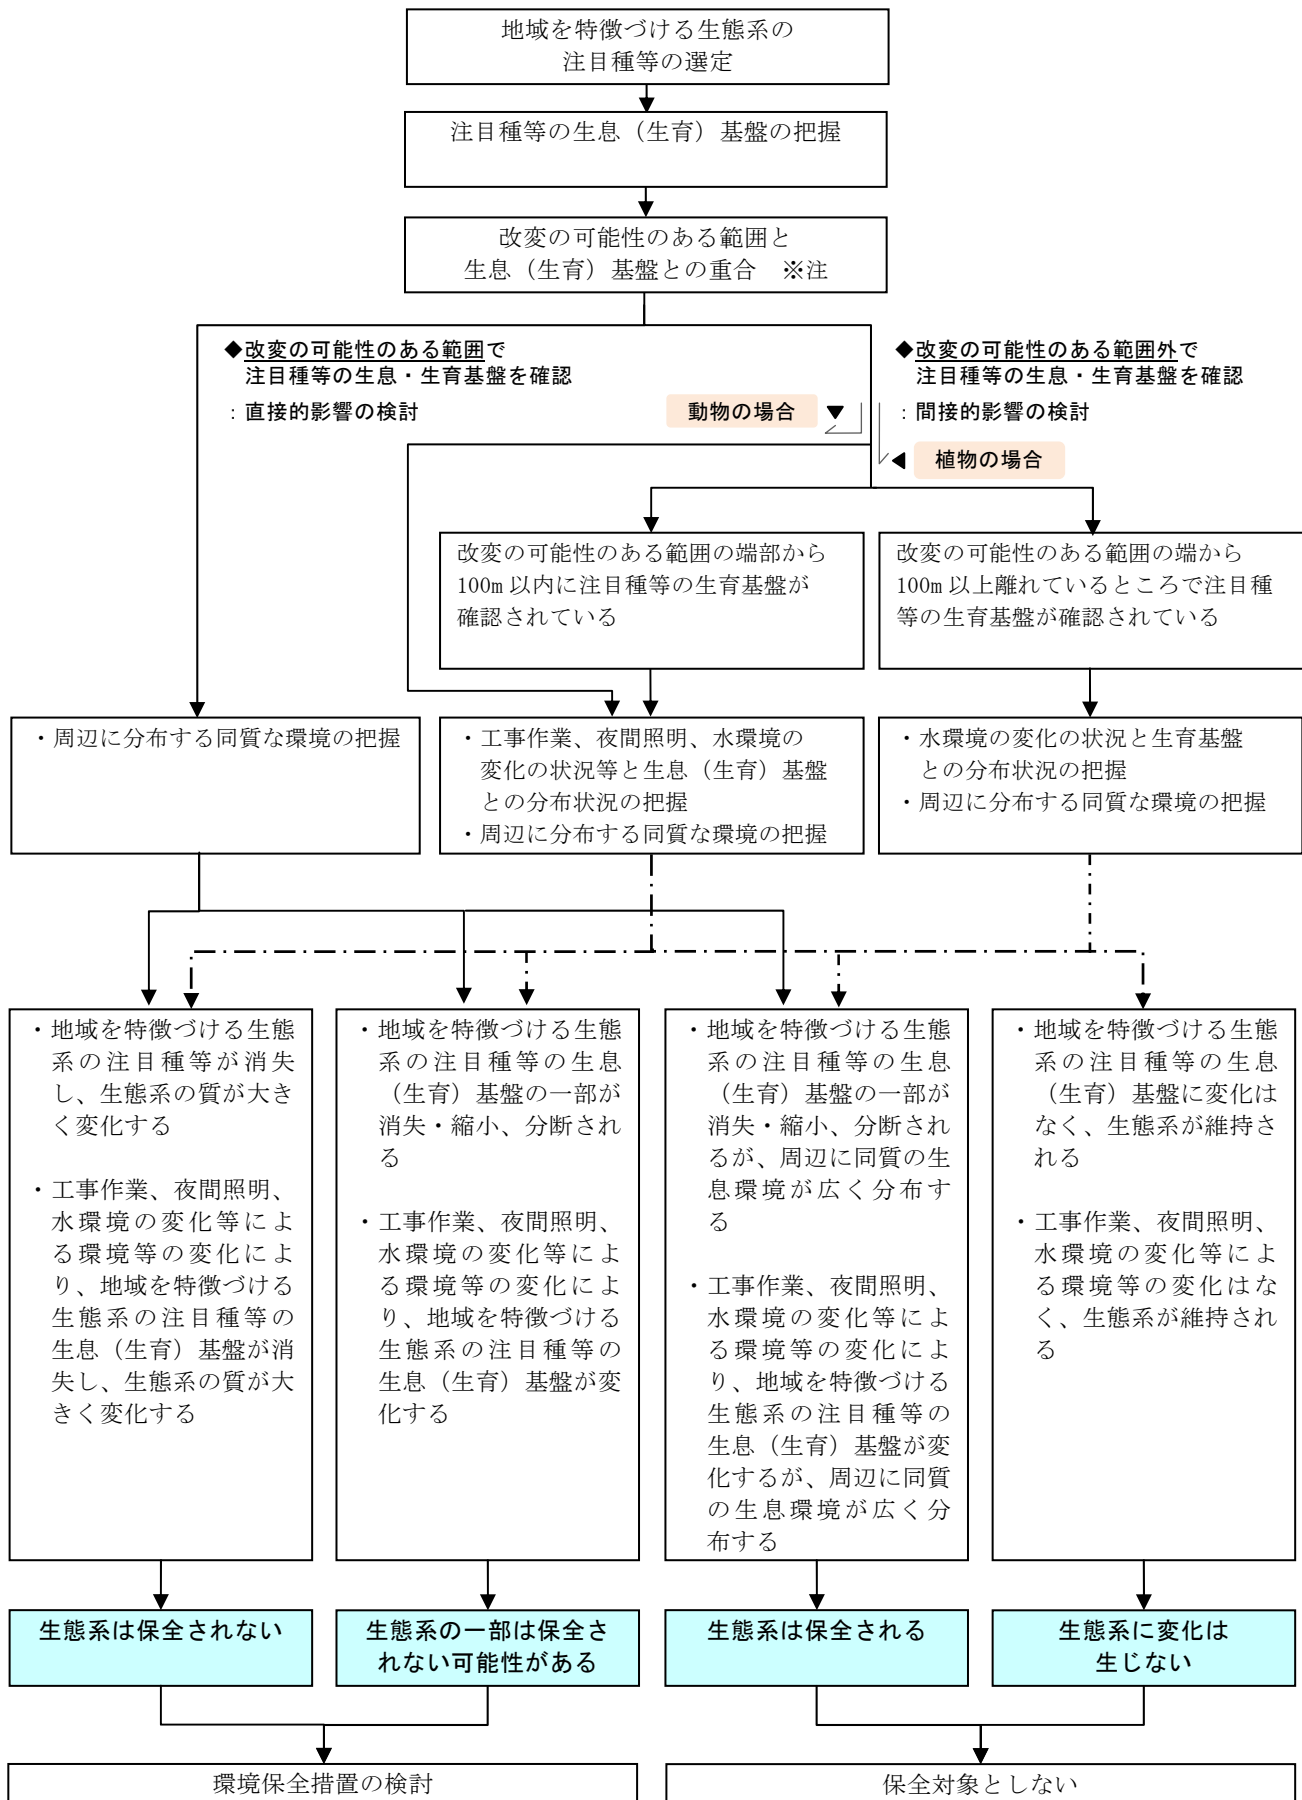 地域を特徴づける生態系の
注目種等の選定
注目種等の生息（生育）基盤の把握
改変の可能性のある範囲と
生息（生育）基盤との重合　※注
◆改変の可能性のある範囲で
注目種等の生息・生育基盤を確認
：直接的影響の検討
◆改変の可能性のある範囲外で
注目種等の生息・生育基盤を確認
：間接的影響の検討
動物の場合
植物の場合
改変の可能性のある範囲の端部から
100m 以内に注目種等の生育基盤が
確認されている
改変の可能性のある範囲の端から
100m 以上離れているところで注目種
等の生育基盤が確認されている
・周辺に分布する同質な環境の把握
・工事作業、夜間照明、水環境の
変化の状況等と生息（生育）基盤
との分布状況の把握
・周辺に分布する同質な環境の把握
・水環境の変化の状況と生育基盤
との分布状況の把握
・周辺に分布する同質な環境の把握
・地域を特徴づける生態
系の注目種等が消失
し、生態系の質が大き
く変化する
・工事作業、夜間照明、
水環境の変化等によ
る環境等の変化によ
り、地域を特徴づける
生態系の注目種等の
生息（生育）基盤が消
失し、生態系の質が大
きく変化する
・地域を特徴づける生態
系の注目種等の生息
（生育）基盤の一部が
消失・縮小、分断され
る
・工事作業、夜間照明、
水環境の変化等によ
る環境等の変化によ
り、地域を特徴づける
生態系の注目種等の
生息（生育）基盤が変
化する
・地域を特徴づける生態
系の注目種等の生息
（生育）基盤の一部が
消失・縮小、分断され
るが、周辺に同質の生
息環境が広く分布す
る
・工事作業、夜間照明、
水環境の変化等によ
る環境等の変化によ
り、地域を特徴づける
生態系の注目種等の
生息（生育）基盤が変
化するが、周辺に同質
の生息環境が広く分
布する
・地域を特徴づける生態
系の注目種等の生息
（生育）基盤に変化は
なく、生態系が維持さ
れる
・工事作業、夜間照明、
水環境の変化等によ
る環境等の変化はな
く、生態系が維持され
る
生態系は保全されない
生態系の一部は保全さ
れない可能性がある
生態系は保全される
生態系に変化は
生じない
環境保全措置の検討
保全対象としない